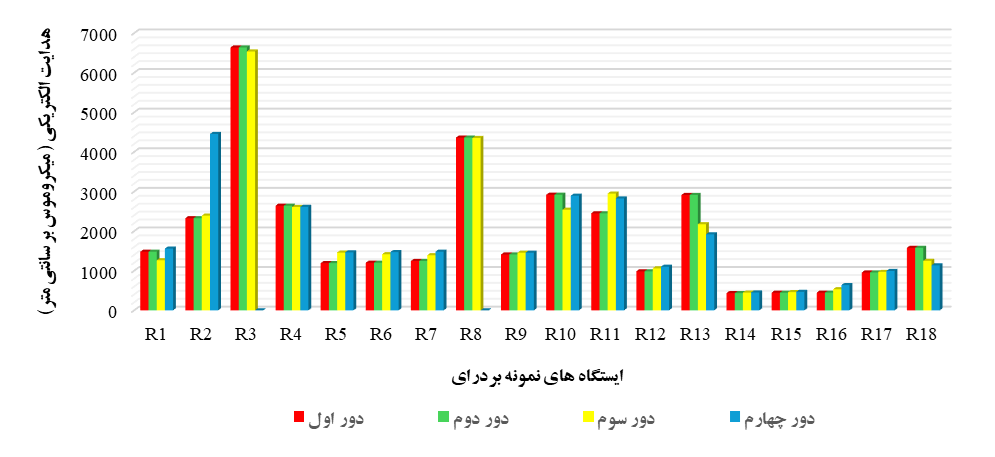 هدایت الکتریکی ( میکروموس بر سانتی متر)
7000
6000
5000
4000
3000
2000
1000
0
R1 R2 R3 R4 R5 R6 R7 R8 R9 R10 R11 R12 R13 R14 R15 R16 R17 R18
ایستگاه های نمونه بردرای
دور اول دور دوم دور سوم دور چهارم